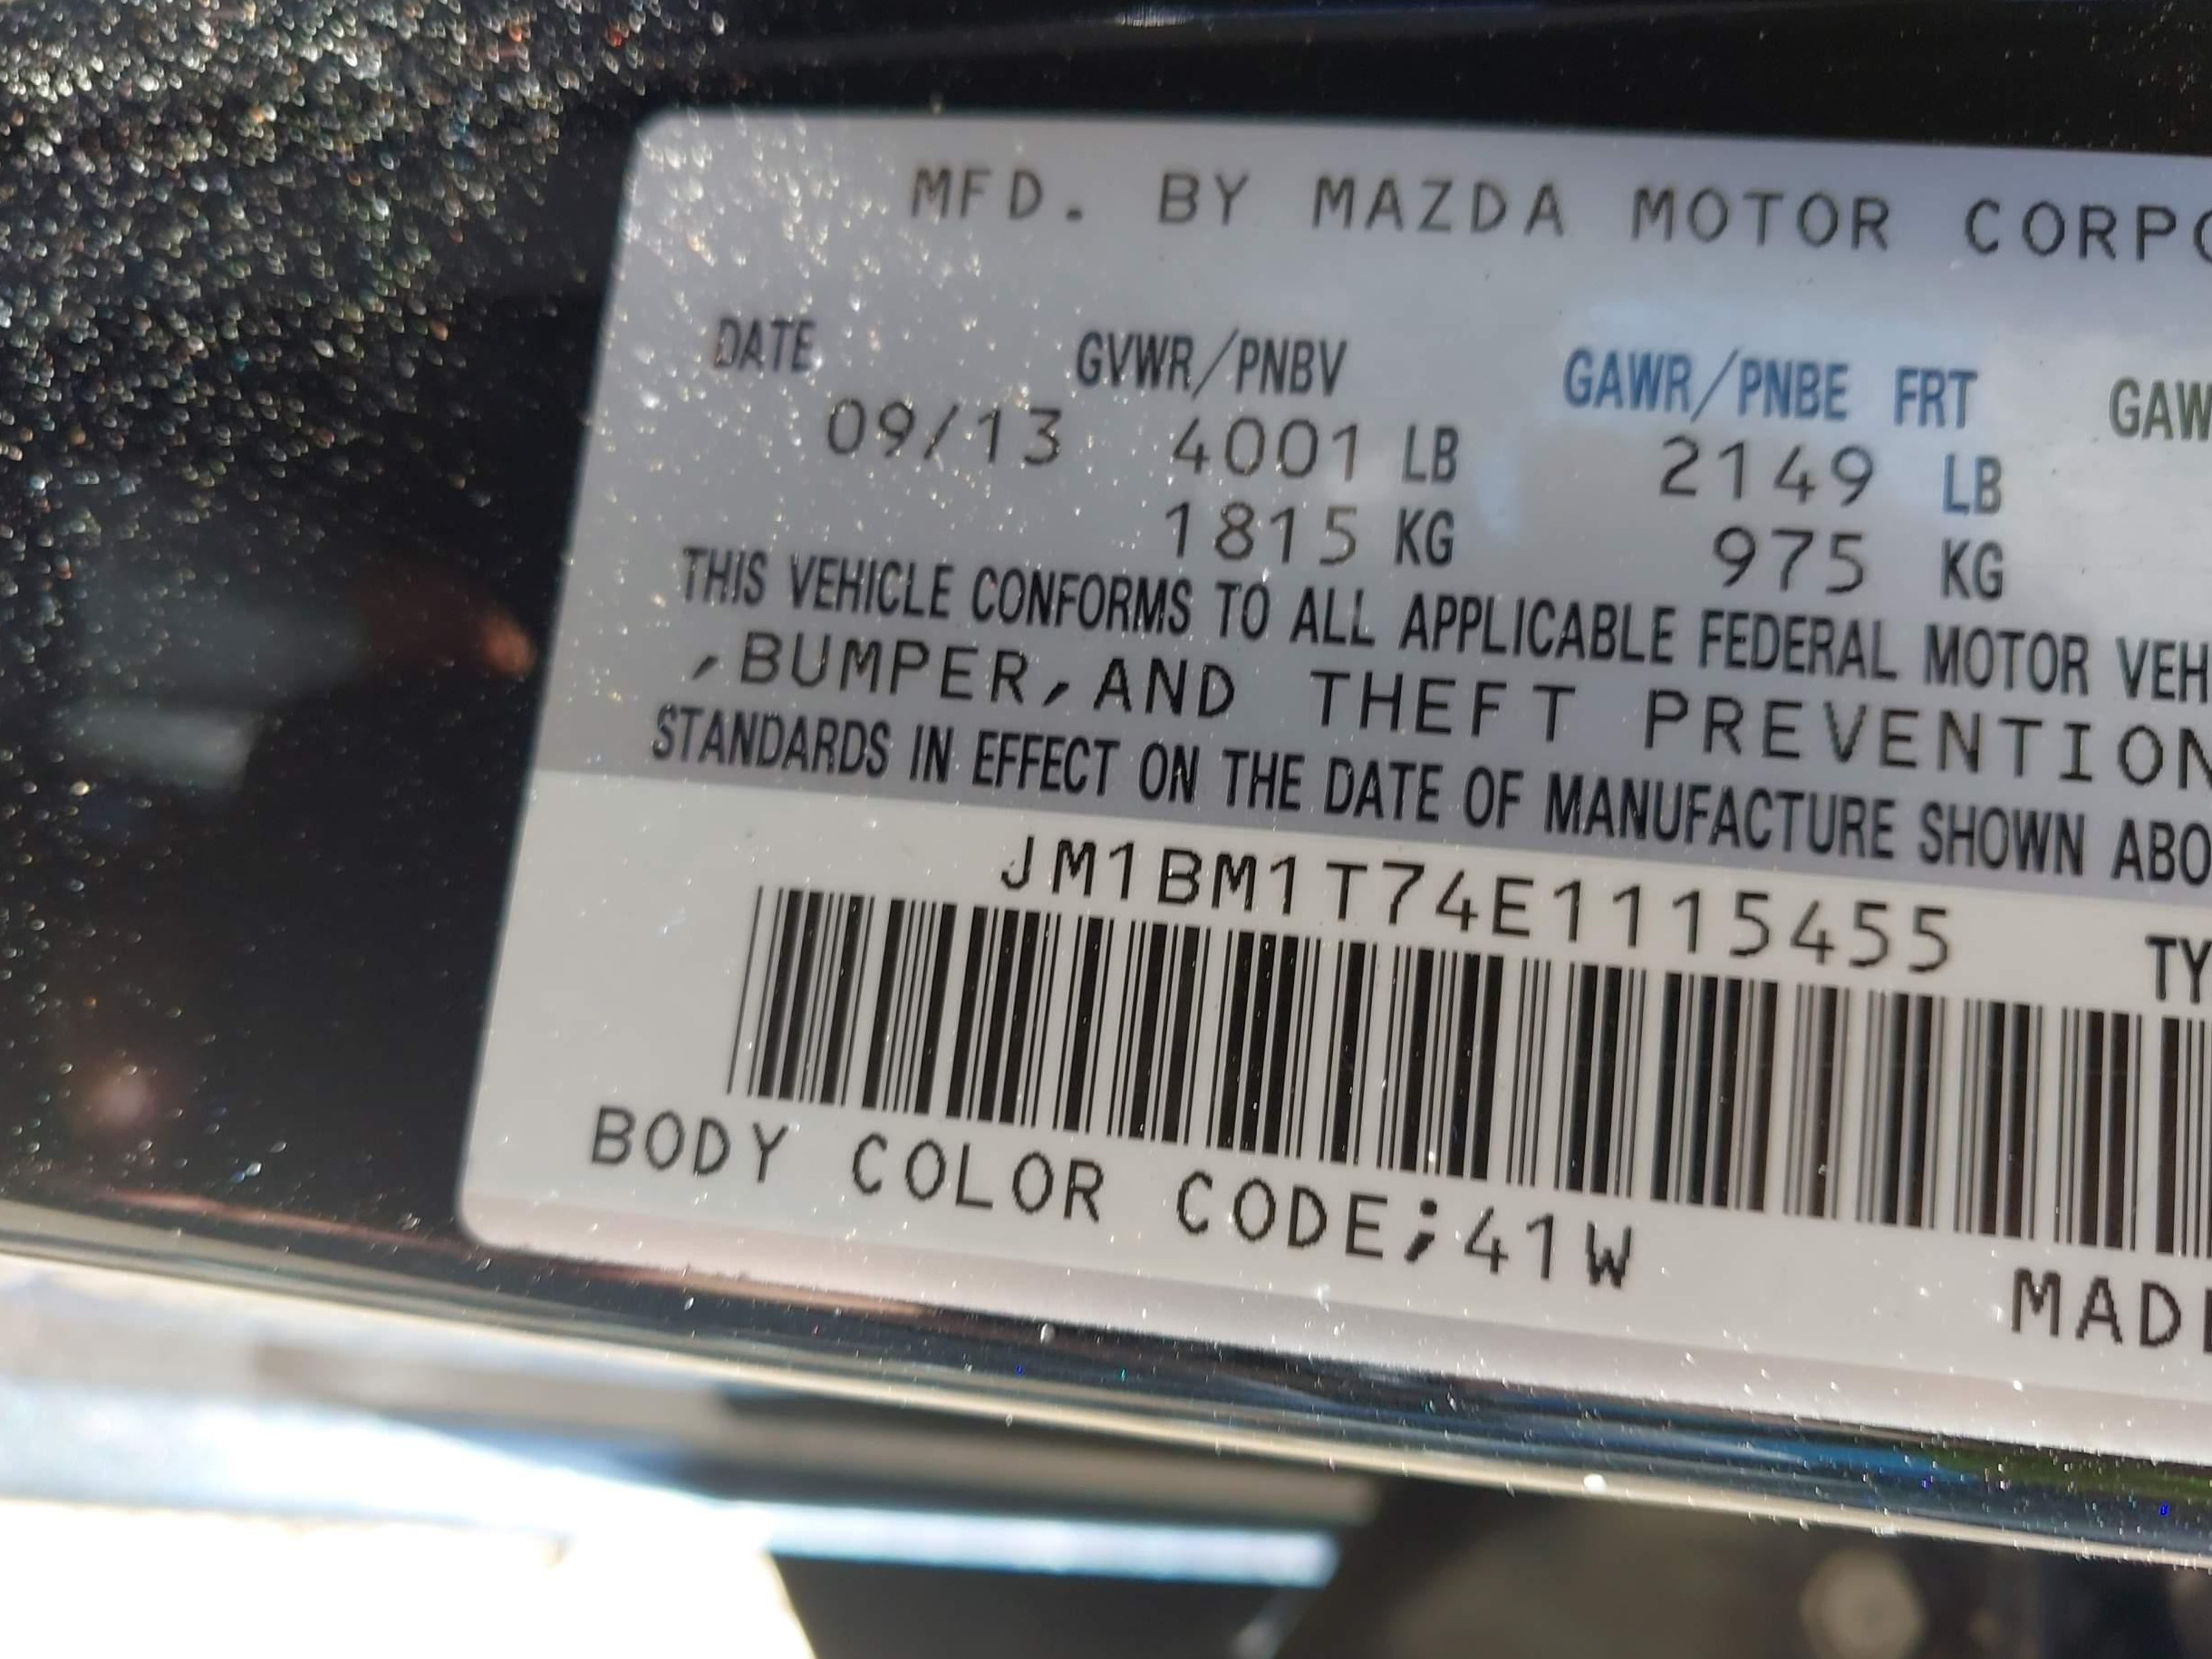 MFD. BY MAZDA MOTOR CORPO
DATE GVWR/PNBV GAWR/PNBE FRT GAW
09/13 4001 LB 2149 LB
1815 KG 975 KG
THIS VEHICLE CONFORMS TO ALL APPLICABLE FEDERAL MOTOR VEH
,BUMPER,AND THEFT PREVENTION
STANDARDS IN EFFECT ON THE DATE OF MANUFACTURE SHOWN ABO
JM1BM1T74E1115455 TY
BODY COLOR CODE;41W MADE